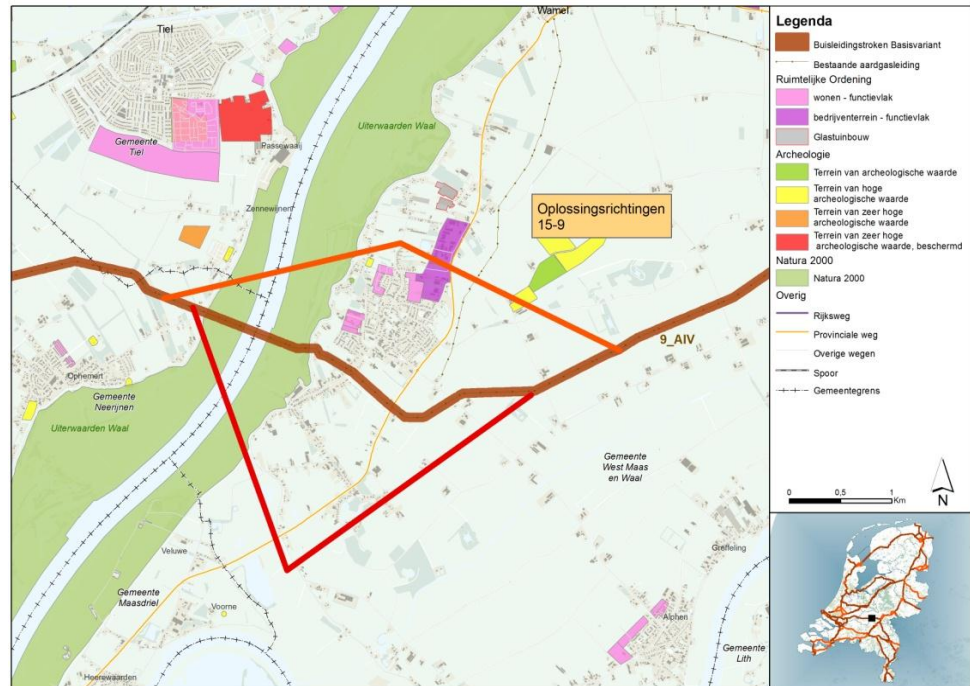 Tiel
Wamel
Uiterwaarden Waal
Gemeente
Tiel
Passewaaij
Zennewijnen
Oplossingsrichtingen
15-9
9_AIV
Ophemert
Gemeente
Neerijnen
Uiterwaarden Waal
Gemeente
West Maas
en Waal
Veluwe
Greffeling
Gemeente
Maasdriel
Voorne
Alphen
Gemeente
Lith
Heerewaarden
Legenda
Buisleidingstroken Basisvariant
Bestaande aardgasleiding
Ruimtelijke Ordening
wonen - functievlak
bedrijventerrein - functievlak
Glastuinbouw
Archeologie
Terrein van archeologische waarde
Terrein van hoge
archeologische waarde
Terrein van zeer hoge
archeologische waarde
Terrein van zeer hoge
archeologische waarde, beschermd
Natura 2000
Natura 2000
Overig
Rijksweg
Provinciale weg
Overige wegen
Spoor
Gemeentegrens
0 0,5 1
Km
N